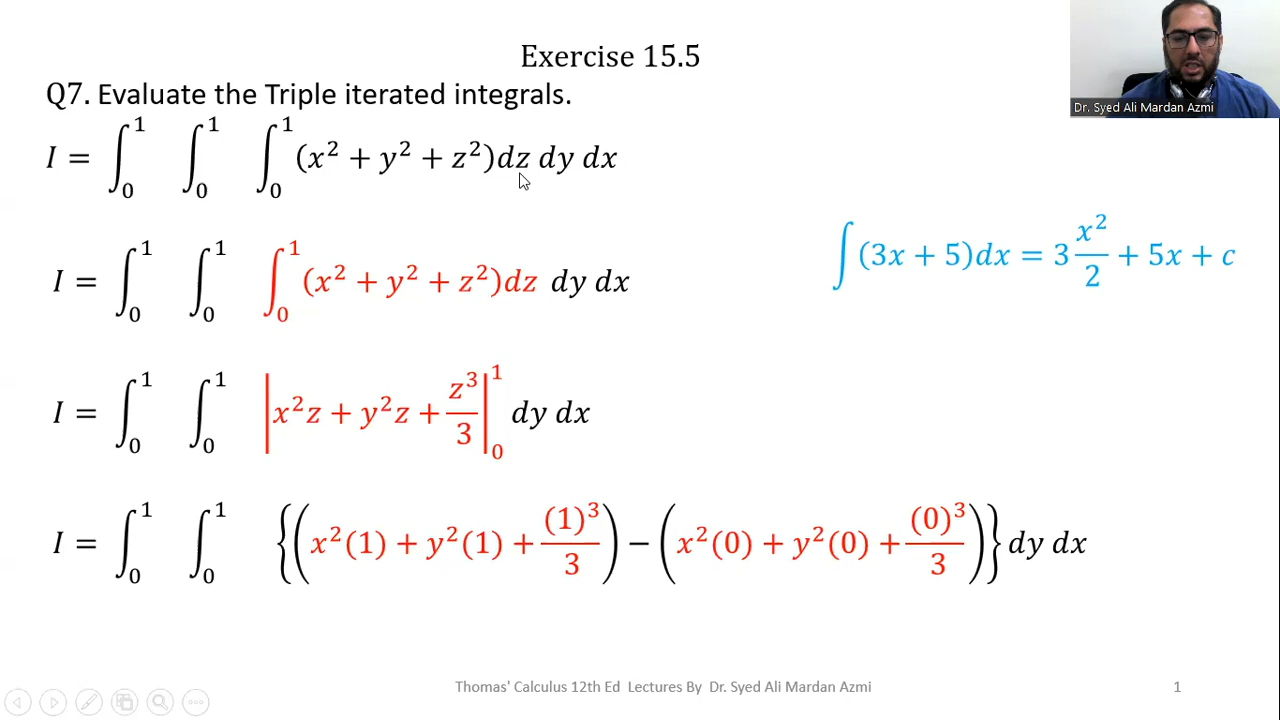 Exercise 15.5
Dr. Syed Ali Mardan Azmi
Q7. Evaluate the Triple iterated integrals.
I = ∫₀¹ ∫₀¹ ∫₀¹ (x² + y² + z²)dz dy dx
I = ∫₀¹ ∫₀¹ ∫₀¹ (x² + y² + z²)dz dy dx
∫ (3x + 5)dx = 3 x²/2 + 5x + c
I = ∫₀¹ ∫₀¹ |x²z + y²z + z³/3|₀¹ dy dx
I = ∫₀¹ ∫₀¹ {(x²(1) + y²(1) + (1)³/3) − (x²(0) + y²(0) + (0)³/3)} dy dx
Thomas' Calculus 12th Ed Lectures By Dr. Syed Ali Mardan Azmi
1